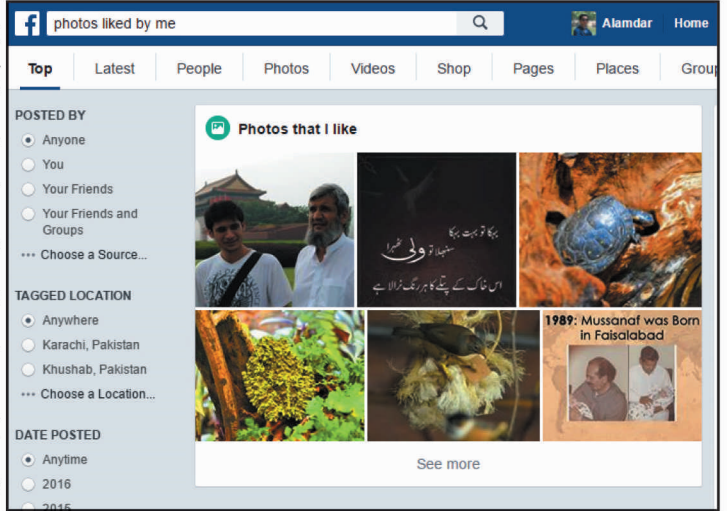 f photos liked by me Alamdar Home
Top Latest People Photos Videos Shop Pages Places Group
POSTED BY
Anyone
You
Your Friends
Your Friends and
Groups
••• Choose a Source...
TAGGED LOCATION
Anywhere
Karachi, Pakistan
Khushab, Pakistan
••• Choose a Location...
DATE POSTED
Anytime
2016
2015
Photos that I like
بہکا تو بہت بہکا
سنبھلا تو ولی ٹھہرا
اس خاک کے پتلے کا ہر رنگ نرالا ہے
1989: Mussanaf was Born
in Faisalabad
See more